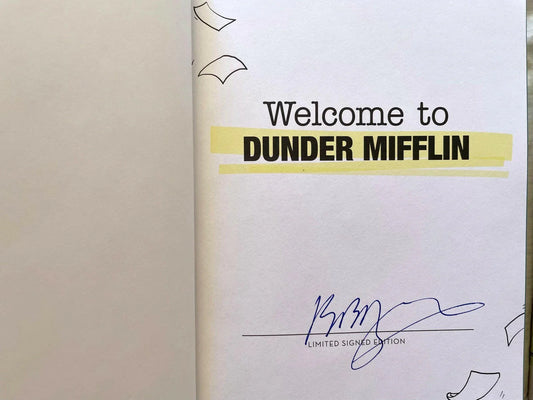 Welcome to
DUNDER MIFFLIN
LIMITED SIGNED EDITION